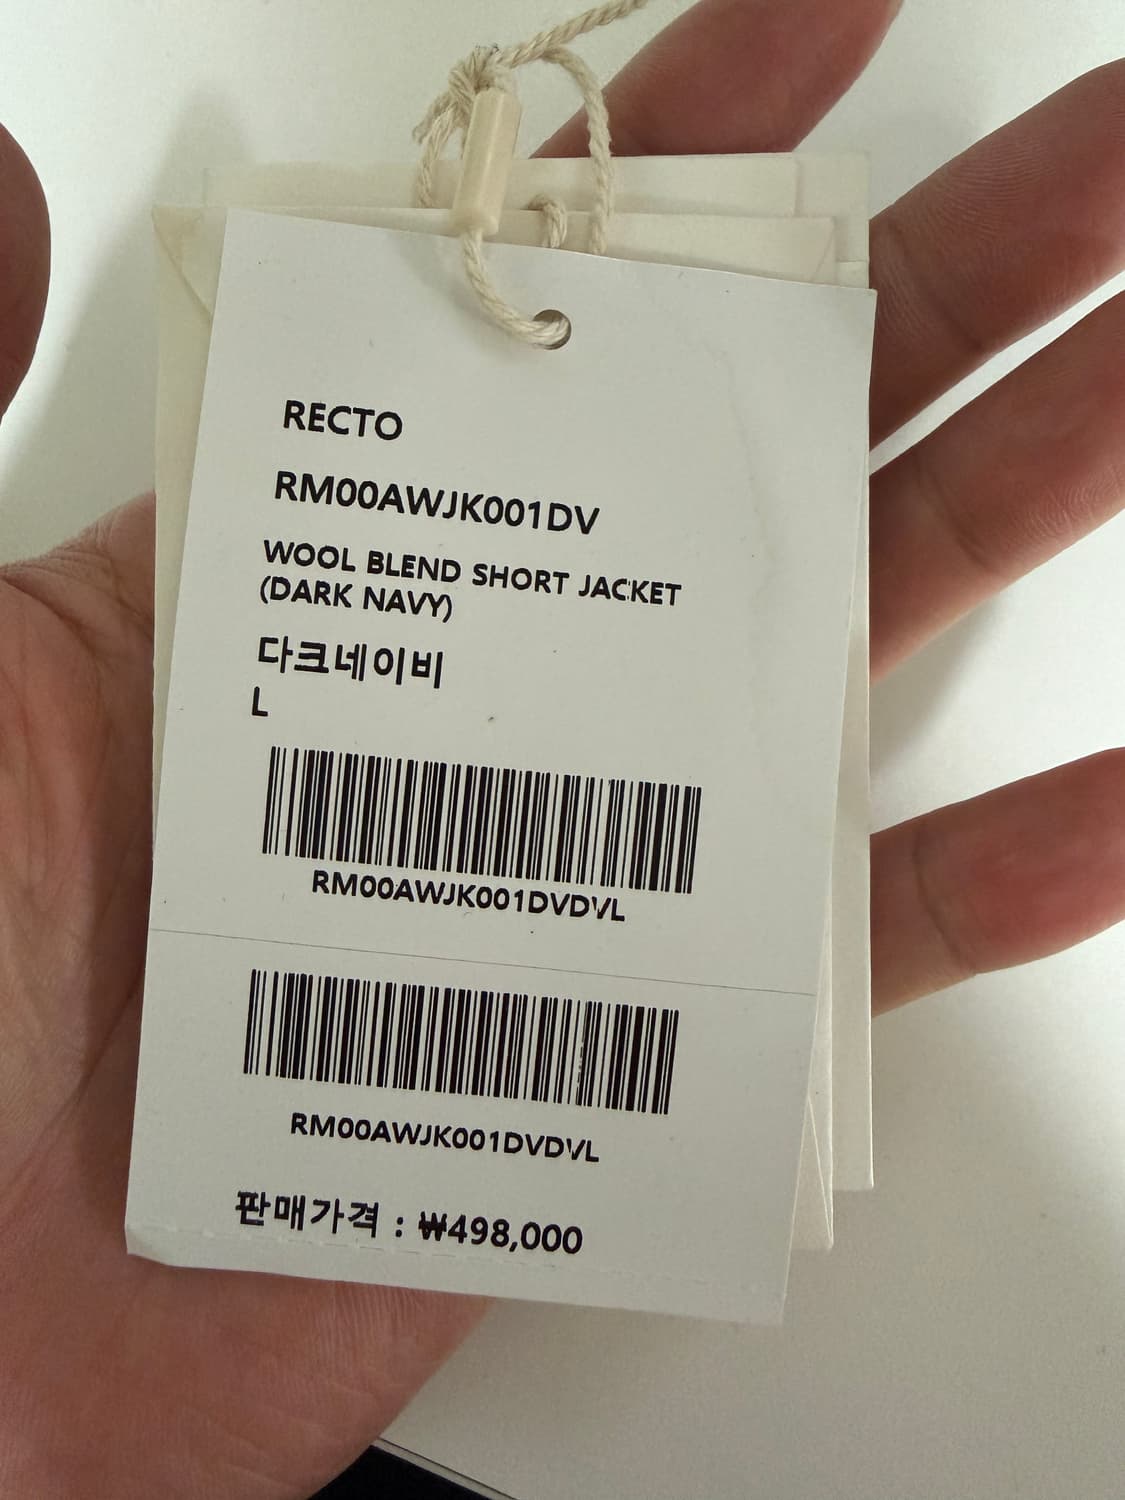 RECTO
RM00AWJK001DV
WOOL BLEND SHORT JACKET
(DARK NAVY)
다크네이비
L
RM00AWJK001DVDVL
RM00AWJK001DVDVL
판매가격 : ₩498,000